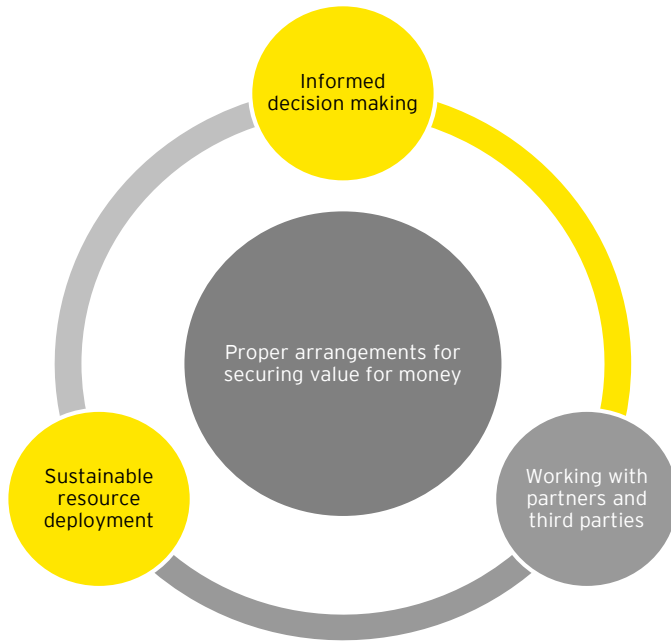 Informed
decision making
Proper arrangements for
securing value for money
Sustainable
resource
deployment
Working with
partners and
third parties